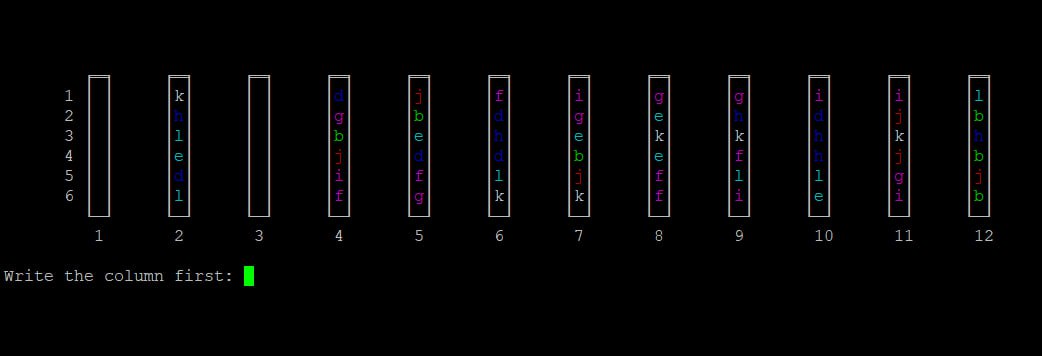 1 k d j f i g g i i l
2 h g b d g e h d j b
3 l b e h e k k h k h
4 e j d d b e f h j b
5 d i f l j f l l g j
6 l f g k k f i e i b
1 2 3 4 5 6 7 8 9 10 11 12
Write the column first: